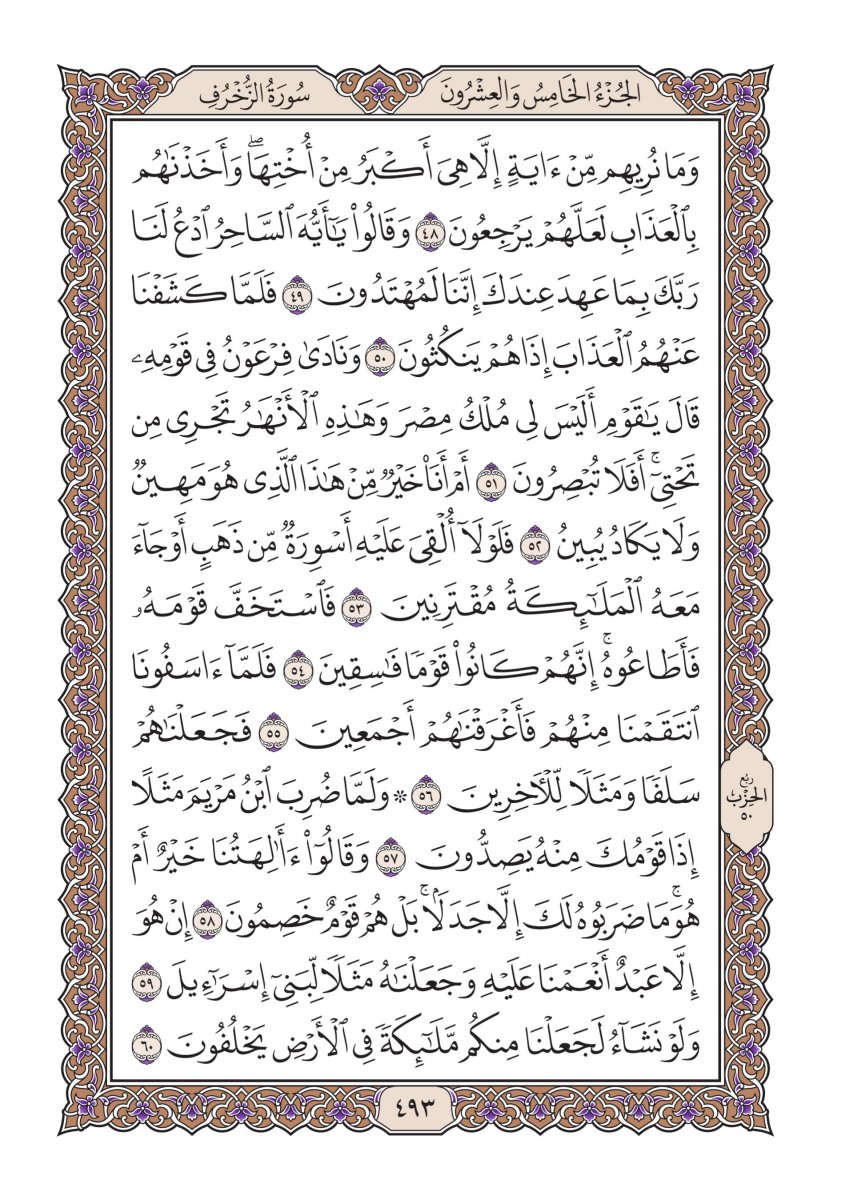 الجُزْءُ الخَامِسُ وَالعِشْرُونَ
سُورَةُ الزُّخْرُفِ
وَمَا نُرِيهِم مِّنْ ءَايَةٍ إِلَّا هِىَ أَكْبَرُ مِنْ أُخْتِهَاۖ وَأَخَذْنَٰهُم
بِٱلْعَذَابِ لَعَلَّهُمْ يَرْجِعُونَ ٤٨ وَقَالُوا۟ يَٰٓأَيُّهَ ٱلسَّاحِرُ ٱدْعُ لَنَا
رَبَّكَ بِمَا عَهِدَ عِندَكَ إِنَّنَا لَمُهْتَدُونَ ٤٩ فَلَمَّا كَشَفْنَا
عَنْهُمُ ٱلْعَذَابَ إِذَا هُمْ يَنكُثُونَ ٥٠ وَنَادَىٰ فِرْعَوْنُ فِى قَوْمِهِۦ
قَالَ يَٰقَوْمِ أَلَيْسَ لِى مُلْكُ مِصْرَ وَهَٰذِهِ ٱلْأَنْهَٰرُ تَجْرِى مِن
تَحْتِىٓۚ أَفَلَا تُبْصِرُونَ ٥١ أَمْ أَنَا۠ خَيْرٌ مِّنْ هَٰذَا ٱلَّذِى هُوَ مَهِينٌ
وَلَا يَكَادُ يُبِينُ ٥٢ فَلَوْلَآ أُلْقِىَ عَلَيْهِ أَسْوِرَةٌ مِّن ذَهَبٍ أَوْ جَآءَ
مَعَهُ ٱلْمَلَٰٓئِكَةُ مُقْتَرِنِينَ ٥٣ فَٱسْتَخَفَّ قَوْمَهُۥ
فَأَطَاعُوهُۚ إِنَّهُمْ كَانُوا۟ قَوْمًا فَٰسِقِينَ ٥٤ فَلَمَّآ ءَاسَفُونَا
ٱنتَقَمْنَا مِنْهُمْ فَأَغْرَقْنَٰهُمْ أَجْمَعِينَ ٥٥ فَجَعَلْنَٰهُمْ
سَلَفًا وَمَثَلًا لِّلْـَٔاخِرِينَ ٥٦ * وَلَمَّا ضُرِبَ ٱبْنُ مَرْيَمَ مَثَلًا
إِذَا قَوْمُكَ مِنْهُ يَصِدُّونَ ٥٧ وَقَالُوٓا۟ ءَأَٰلِهَتُنَا خَيْرٌ أَمْ
هُوَۚ مَا ضَرَبُوهُ لَكَ إِلَّا جَدَلًۢاۚ بَلْ هُمْ قَوْمٌ خَصِمُونَ ٥٨ إِنْ هُوَ
إِلَّا عَبْدٌ أَنْعَمْنَا عَلَيْهِ وَجَعَلْنَٰهُ مَثَلًا لِّبَنِىٓ إِسْرَٰٓءِيلَ ٥٩
وَلَوْ نَشَآءُ لَجَعَلْنَا مِنكُم مَّلَٰٓئِكَةً فِى ٱلْأَرْضِ يَخْلُفُونَ ٦٠
ربع
الحِزْب
٥٠
٤٩٣